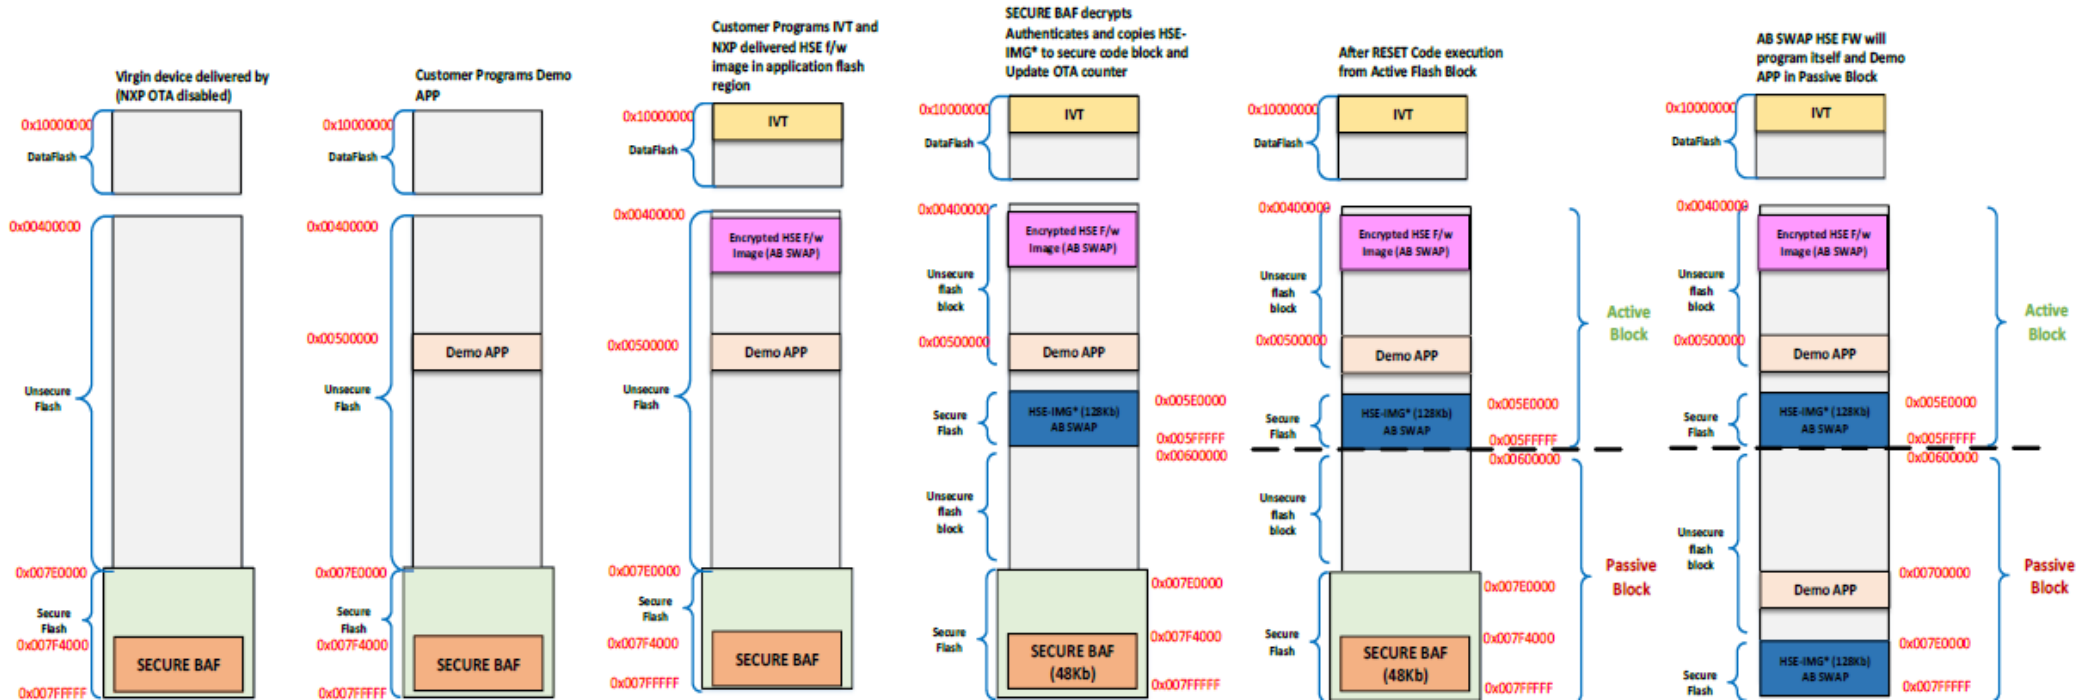 Virgin device delivered by
(NXP OTA disabled)
0x10000000
DataFlash
0x00400000
Unsecure
Flash
0x007E0000
Secure
Flash
0x007F4000
SECURE BAF
0x007FFFFF
Customer Programs Demo
APP
0x10000000
DataFlash
0x00400000
0x00500000
Demo APP
Unsecure
Flash
0x007E0000
Secure
Flash
0x007F4000
SECURE BAF
0x007FFFFF
Customer Programs IVT and
NXP delivered HSE f/w
image in application flash
region
0x10000000
IVT
DataFlash
0x00400000
Encrypted HSE F/w
Image (AB SWAP)
0x00500000
Demo APP
Unsecure
Flash
0x007E0000
Secure
Flash
0x007F4000
SECURE BAF
0x007FFFFF
SECURE BAF decrypts
Authenticates and copies HSE-
IMG* to secure code block and
Update OTA counter
0x10000000
IVT
DataFlash
0x00400000
Encrypted HSE F/w
Image (AB SWAP)
Unsecure
flash
block
0x00500000
Demo APP
Secure
Flash
HSE-IMG* (128Kb)
AB SWAP
0x005E0000
0x005FFFFF
0x00600000
Unsecure
flash
block
0x007E0000
Secure
Flash
0x007F4000
SECURE BAF
(48Kb)
0x007FFFFF
After RESET Code execution
from Active Flash Block
0x10000000
IVT
DataFlash
0x00400000
Encrypted HSE F/w
Image (AB SWAP)
Unsecure
flash
block
0x00500000
Demo APP
Active
Block
Secure
Flash
HSE-IMG* (128Kb)
AB SWAP
0x005E0000
0x005FFFFF
0x00600000
Unsecure
flash
block
Passive
Block
0x007E0000
Secure
Flash
0x007F4000
SECURE BAF
(48Kb)
0x007FFFFF
AB SWAP HSE FW will
program itself and Demo
APP in Passive Block
0x10000000
IVT
DataFlash
0x00400000
Encrypted HSE F/w
Image (AB SWAP)
Unsecure
flash
block
0x00500000
Demo APP
Active
Block
Secure
Flash
HSE-IMG* (128Kb)
AB SWAP
0x005E0000
0x005FFFFF
0x00600000
Unsecure
flash
block
0x00700000
Demo APP
Passive
Block
0x007E0000
Secure
Flash
HSE-IMG* (128Kb)
AB SWAP
0x007FFFFF